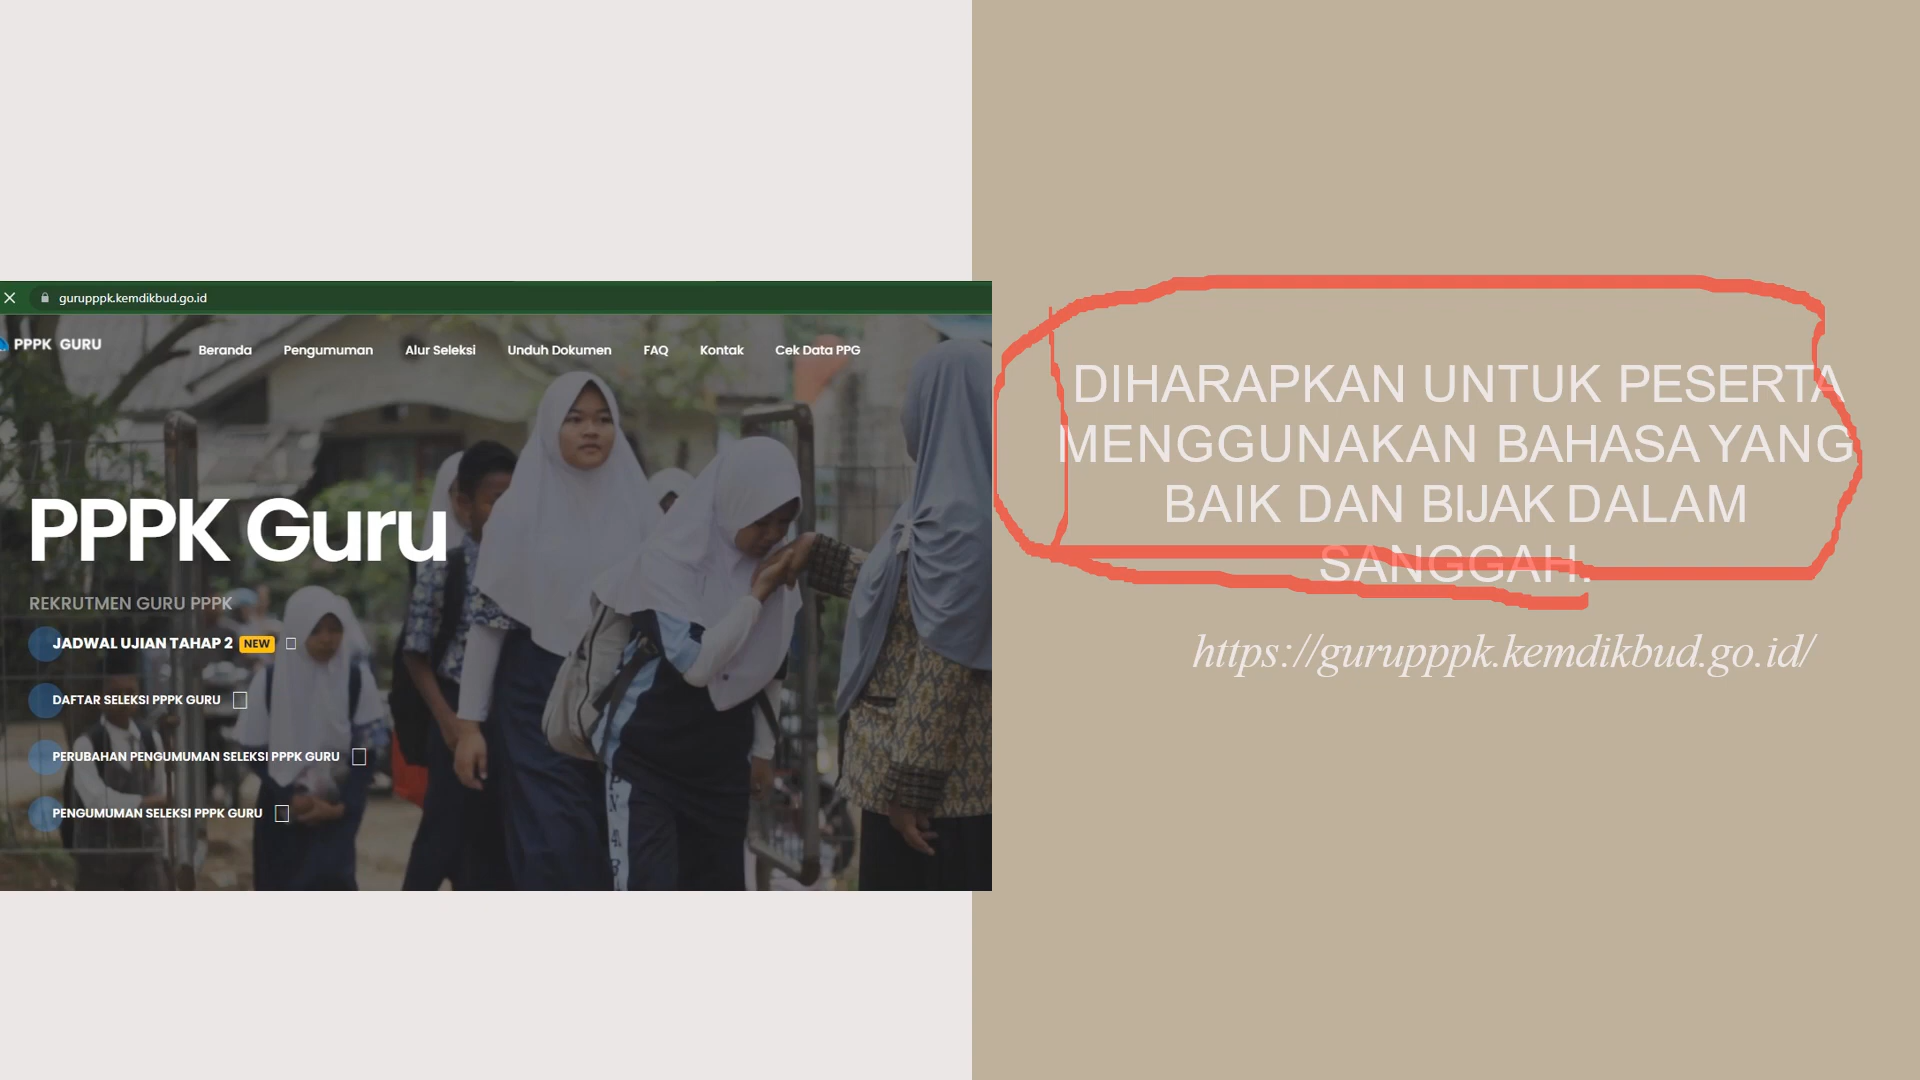 gurupppk.kemdikbud.go.id
PPPK GURU
Beranda Pengumuman Alur Seleksi Unduh Dokumen FAQ Kontak Cek Data PPG
PPPK Guru
REKRUTMEN GURU PPPK
JADWAL UJIAN TAHAP 2 NEW
DAFTAR SELEKSI PPPK GURU
PERUBAHAN PENGUMUMAN SELEKSI PPPK GURU
PENGUMUMAN SELEKSI PPPK GURU
DIHARAPKAN UNTUK PESERTA
MENGGUNAKAN BAHASA YANG
BAIK DAN BIJAK DALAM
SANGGAH.
https://gurupppk.kemdikbud.go.id/